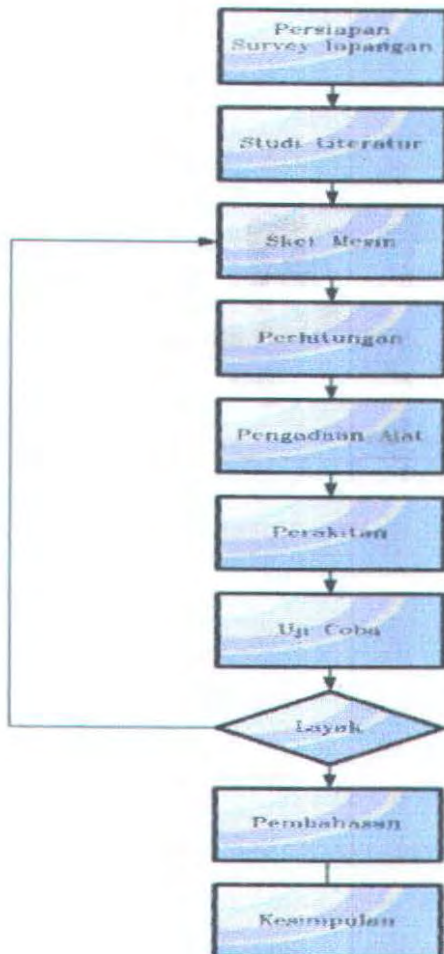 Persiapan
Survey lapangan
Studi Literatur
Sket Mesin
Perhitungan
Pengadaan Alat
Perakitan
Uji Coba
Layak
Pembahasan
Kesimpulan